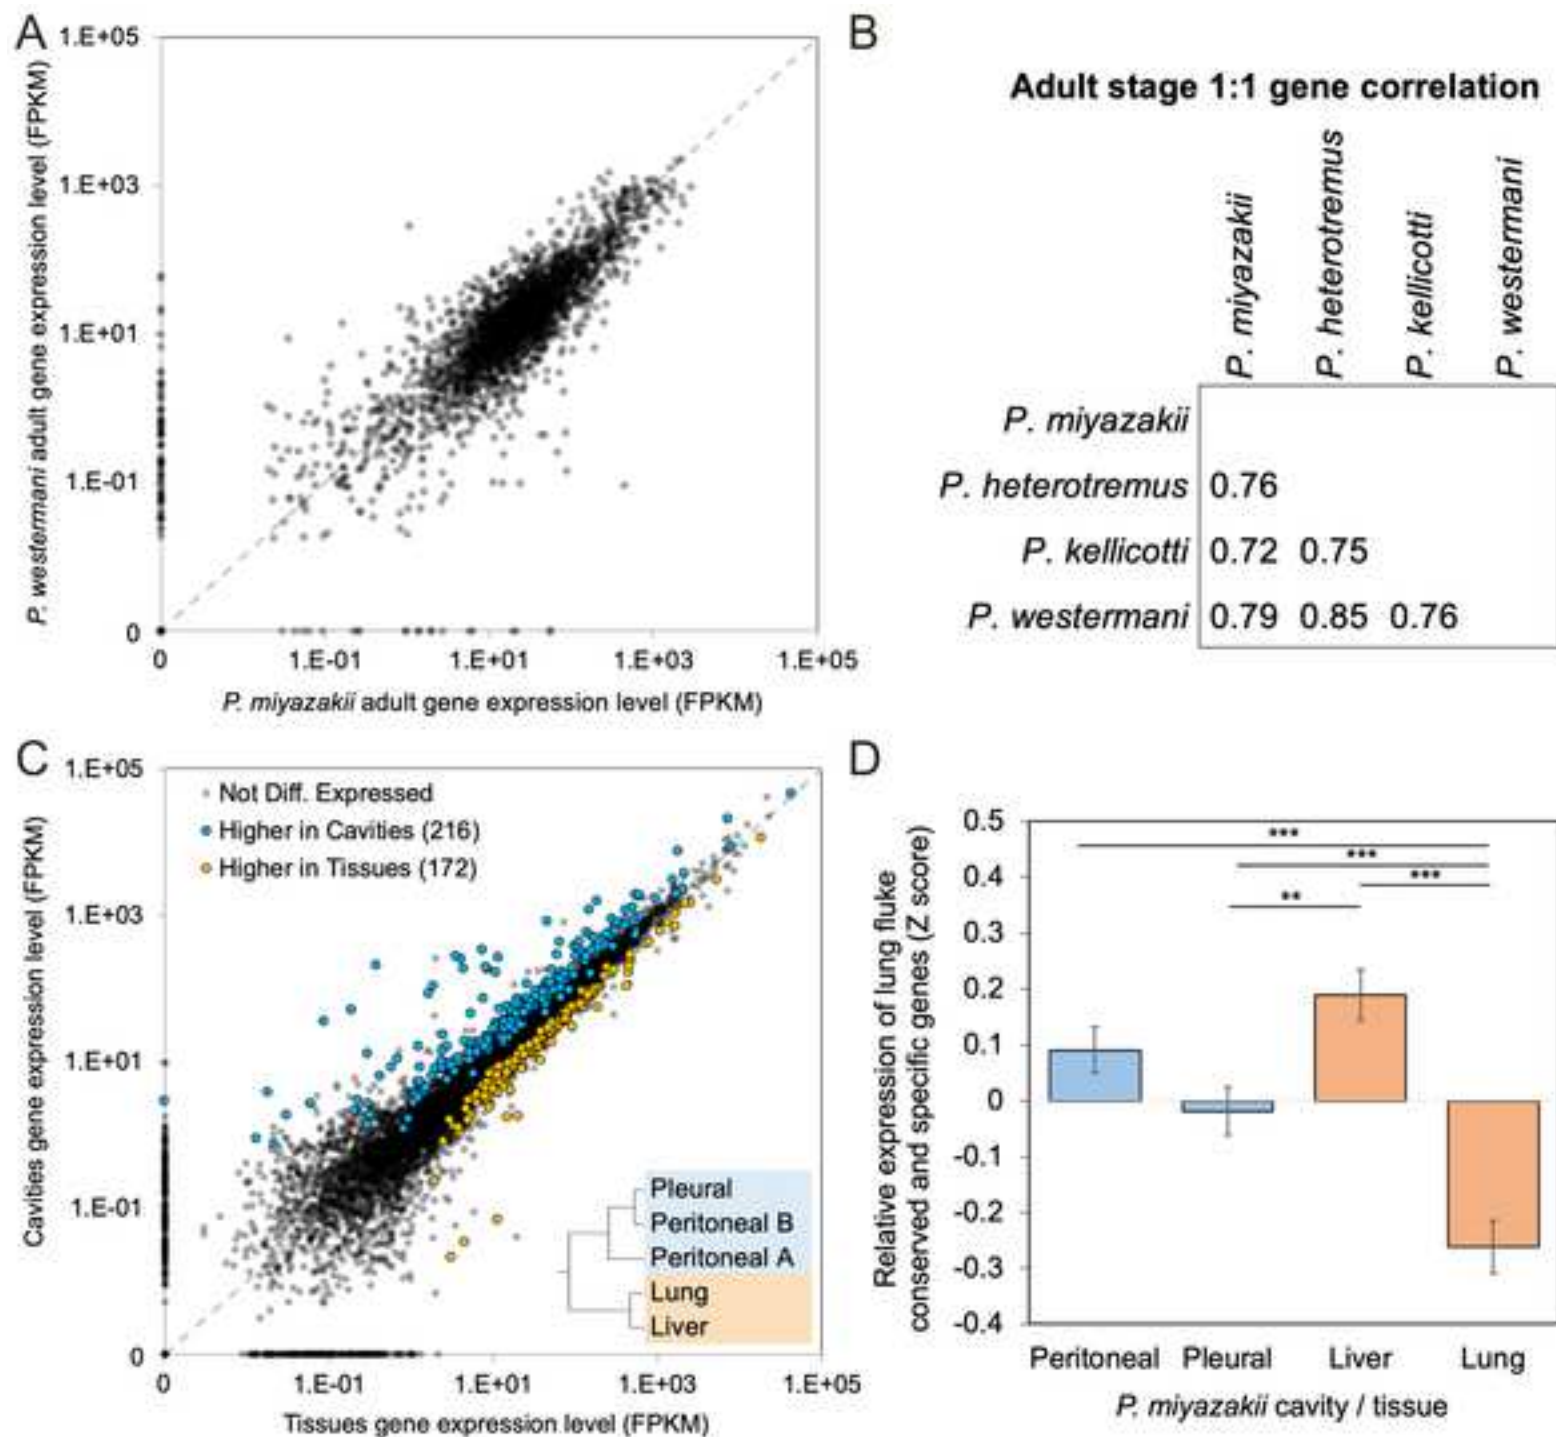 A
1.E+05
1.E+03
1.E+01
1.E-01
0
P. westermani adult gene expression level (FPKM)
0 1.E-01 1.E+01 1.E+03 1.E+05
P. miyazakii adult gene expression level (FPKM)
B
Adult stage 1:1 gene correlation
P. miyazakii
P. heterotremus
P. kellicotti
P. westermani
P. miyazakii
P. heterotremus 0.76
P. kellicotti 0.72 0.75
P. westermani 0.79 0.85 0.76
C
1.E+05
1.E+03
1.E+01
1.E-01
0
Cavities gene expression level (FPKM)
Not Diff. Expressed
Higher in Cavities (216)
Higher in Tissues (172)
Pleural
Peritoneal B
Peritoneal A
Lung
Liver
0 1.E-01 1.E+01 1.E+03 1.E+05
Tissues gene expression level (FPKM)
D
Relative expression of lung fluke
conserved and specific genes (Z score)
0.5
0.4
0.3
0.2
0.1
0
-0.1
-0.2
-0.3
-0.4
***
***
***
**
Peritoneal Pleural Liver Lung
P. miyazakii cavity / tissue